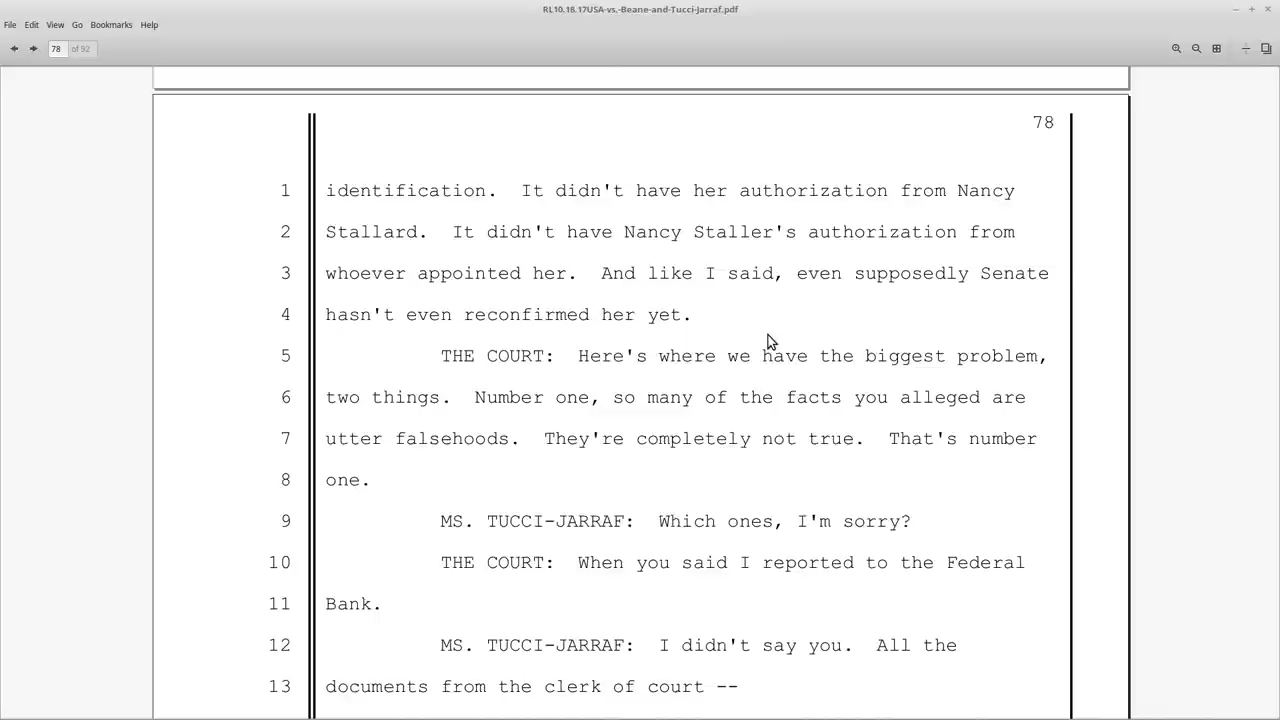 RL10.18.17USA-vs.-Beane-and-Tucci-Jarraf.pdf
File Edit View Go Bookmarks Help
78 of 92
78
1 identification. It didn't have her authorization from Nancy
2 Stallard. It didn't have Nancy Staller's authorization from
3 whoever appointed her. And like I said, even supposedly Senate
4 hasn't even reconfirmed her yet.
5 THE COURT: Here's where we have the biggest problem,
6 two things. Number one, so many of the facts you alleged are
7 utter falsehoods. They're completely not true. That's number
8 one.
9 MS. TUCCI-JARRAF: Which ones, I'm sorry?
10 THE COURT: When you said I reported to the Federal
11 Bank.
12 MS. TUCCI-JARRAF: I didn't say you. All the
13 documents from the clerk of court --